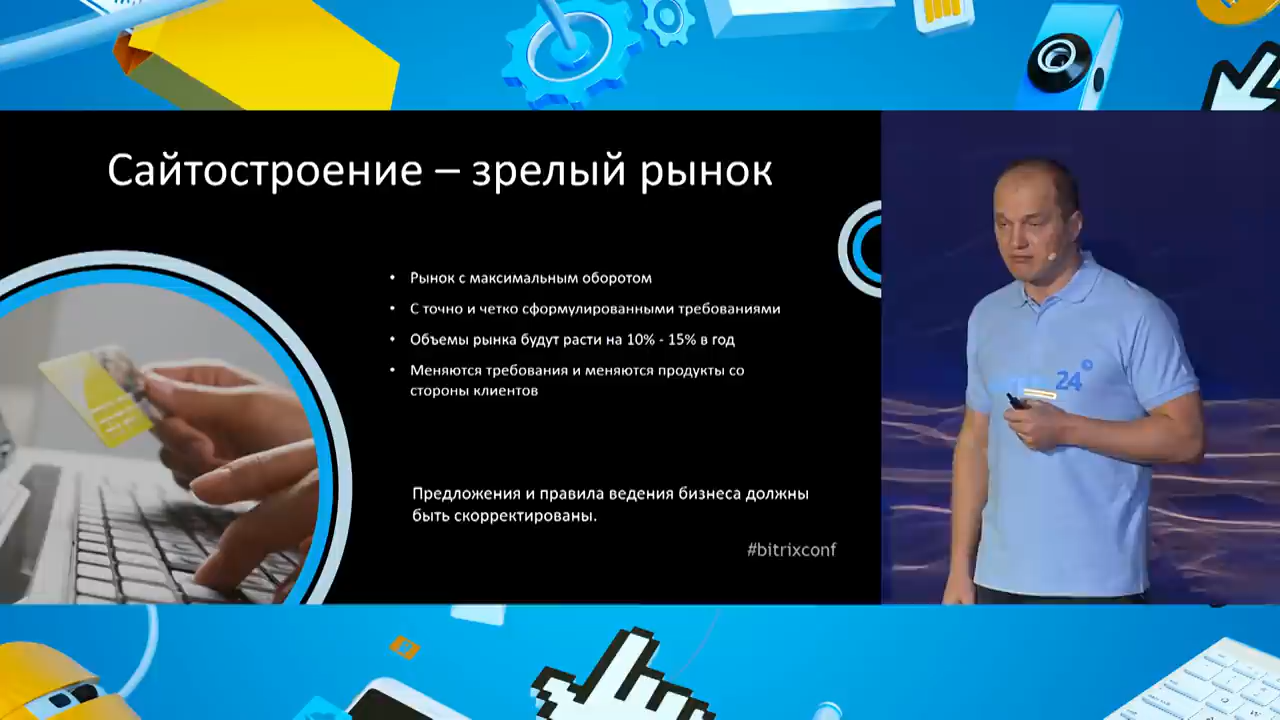 Сайтостроение – зрелый рынок
• Рынок с максимальным оборотом
• С точно и четко сформулированными требованиями
• Объемы рынка будут расти на 10% - 15% в год
• Меняются требования и меняются продукты со
стороны клиентов
Предложения и правила ведения бизнеса должны
быть скорректированы.
#bitrixconf
24